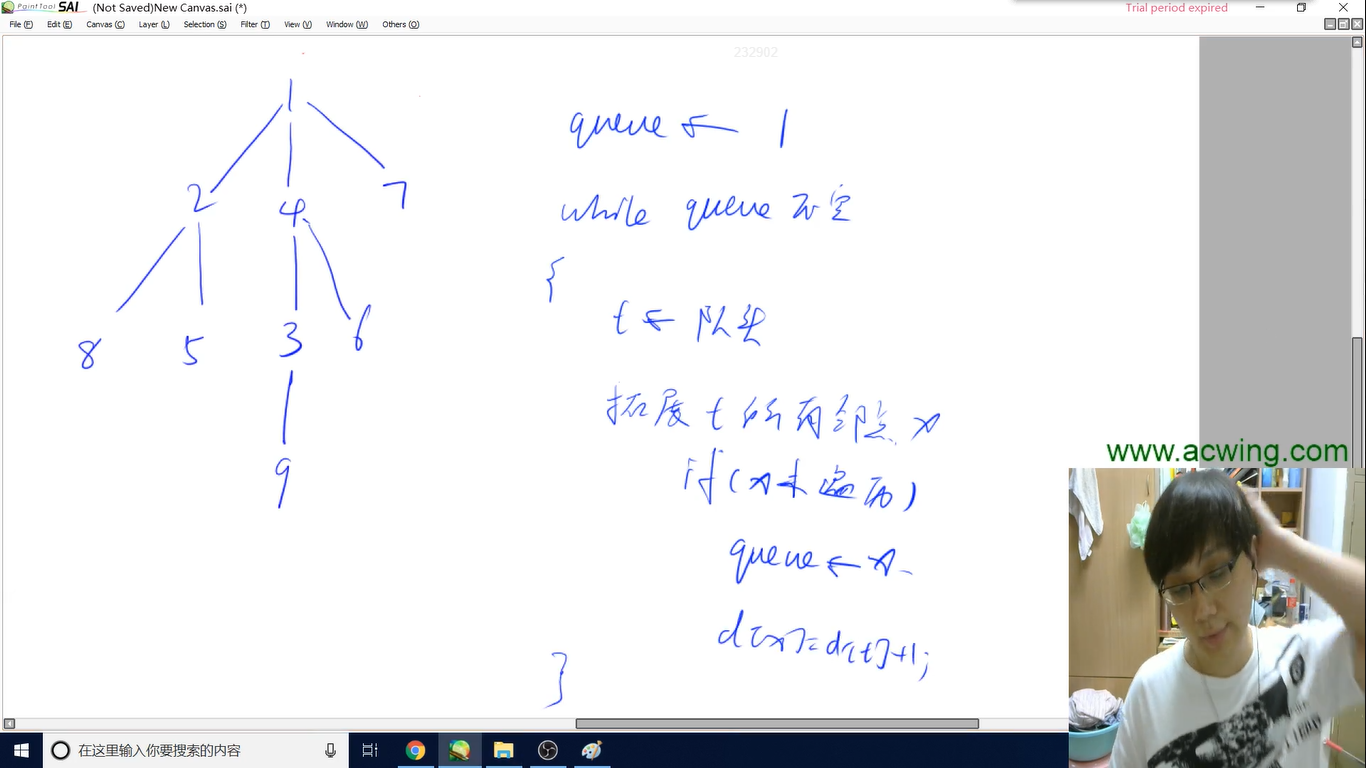 PaintTool SAI (Not Saved)New Canvas.sai (*)
Trial period expired
File (F) Edit (E) Canvas (C) Layer (L) Selection (S) Filter (T) View (V) Window (W) Others (O)
232902
1
2 4 7
8 5 3 6
9
queue ← 1
while queue 不空
{
t ← 队头
拓展 t 所有邻点 x
if (x 未遍历)
queue ← x
d[x] = d[t] + 1;
}
www.acwing.com
在这里输入你要搜索的内容